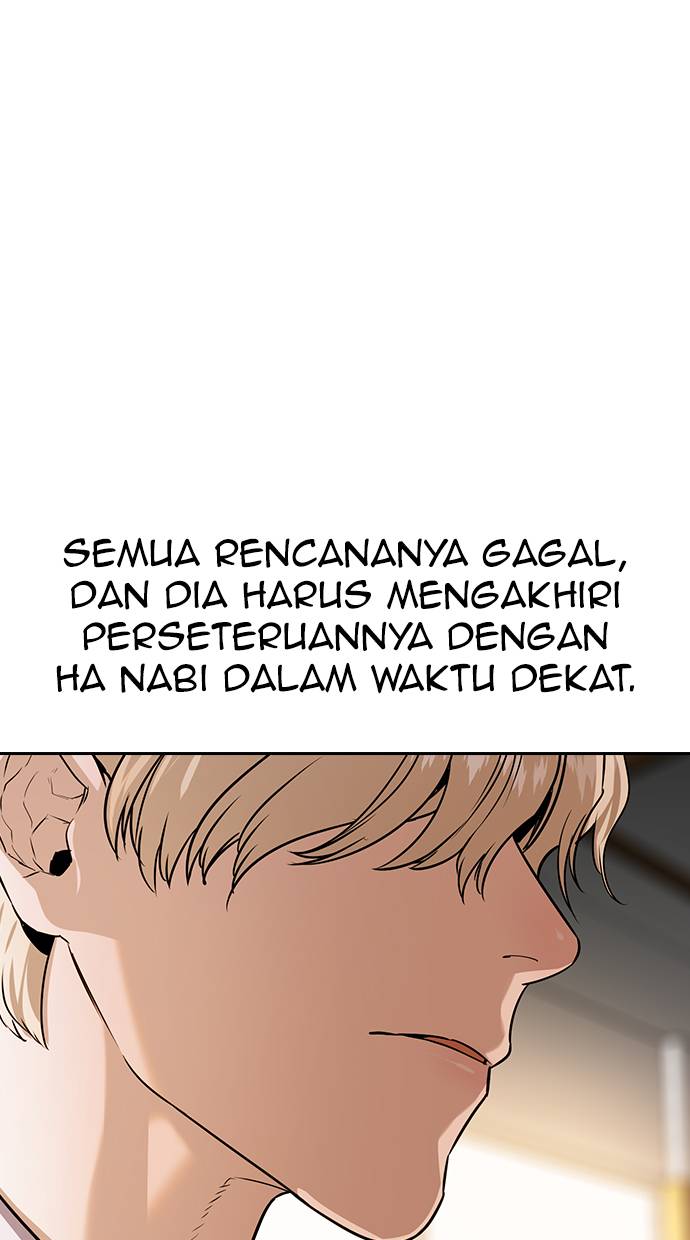 SEMUA RENCANANYA GAGAL,
DAN DIA HARUS MENGAKHIRI
PERSETERUANNYA DENGAN
HA NABI DALAM WAKTU DEKAT.